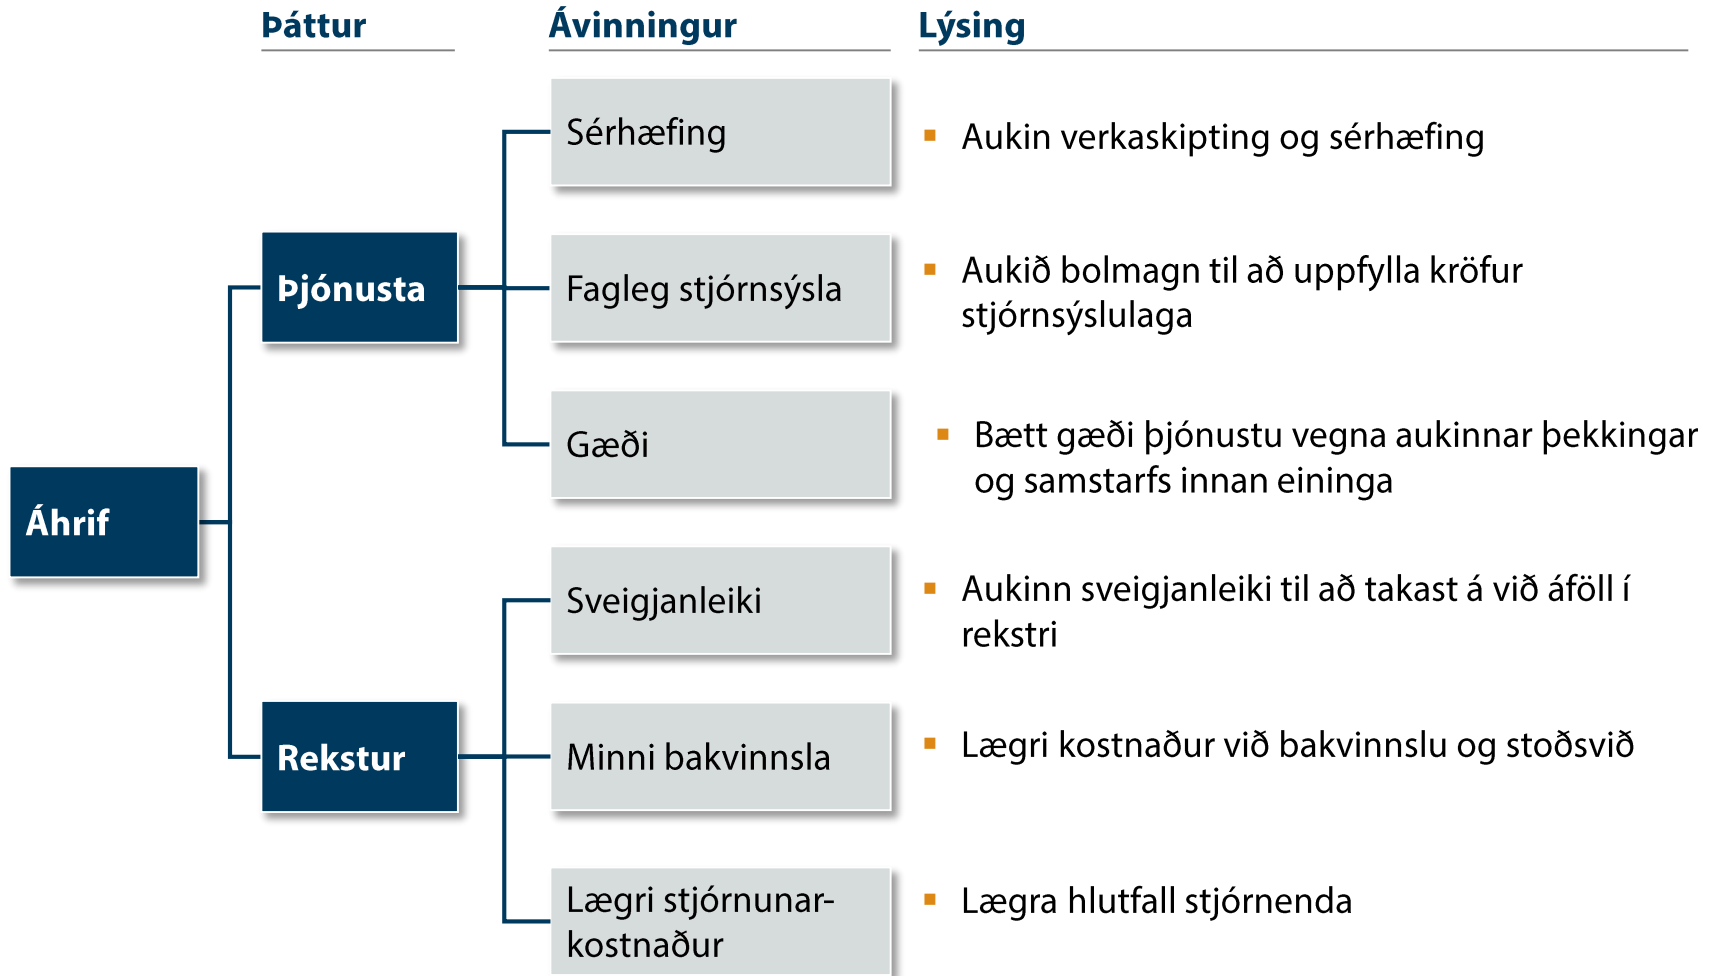 Þáttur
Ávinningur
Lýsing
Sérhæfing
Aukin verkaskipting og sérhæfing
Þjónusta
Fagleg stjórnsýsla
Aukið bolmagn til að uppfylla kröfur
stjórnsýslulaga
Gæði
Bætt gæði þjónustu vegna aukinnar þekkingar
og samstarfs innan eininga
Áhrif
Sveigjanleiki
Aukinn sveigjanleiki til að takast á við áföll í
rekstri
Rekstur
Minni bakvinnsla
Lægri kostnaður við bakvinnslu og stoðsvið
Lægri stjórnunar-
kostnaður
Lægra hlutfall stjórnenda